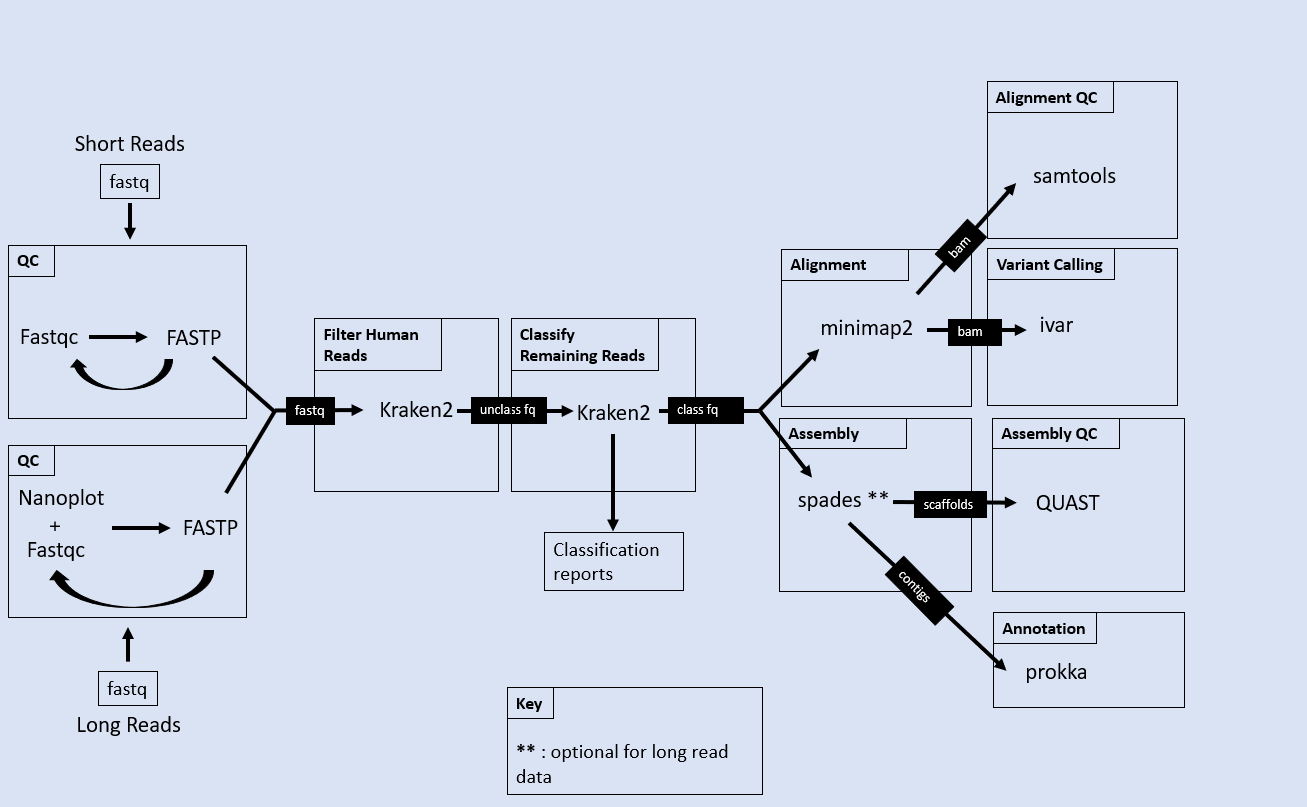 Short Reads
fastq
QC
Fastqc
FASTP
QC
Nanoplot
+
Fastqc
FASTP
fastq
Long Reads
fastq
Filter Human
Reads
Kraken2
unclass fq
Classify
Remaining Reads
Kraken2
class fq
Classification
reports
Alignment
minimap2
bam
Alignment QC
samtools
bam
Variant Calling
ivar
Assembly
spades **
scaffolds
Assembly QC
QUAST
contigs
Annotation
prokka
Key
** : optional for long read
data